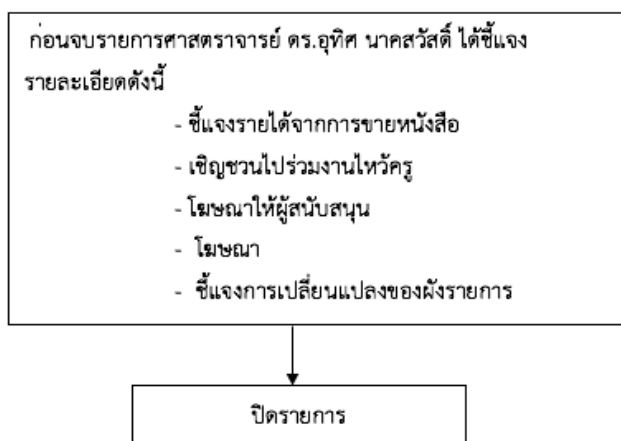 ก่อนจบรายการศาสตราจารย์ ดร.อุทิศ นาคสวัสดิ์ ได้ชี้แจง
รายละเอียดดังนี้
- ชี้แจงรายได้จากการขายหนังสือ
- เชิญชวนไปร่วมงานไหว้ครู
- โฆษณาให้ผู้สนับสนุน
- โฆษณา
- ชี้แจงการเปลี่ยนแปลงของผังรายการ
ปิดรายการ